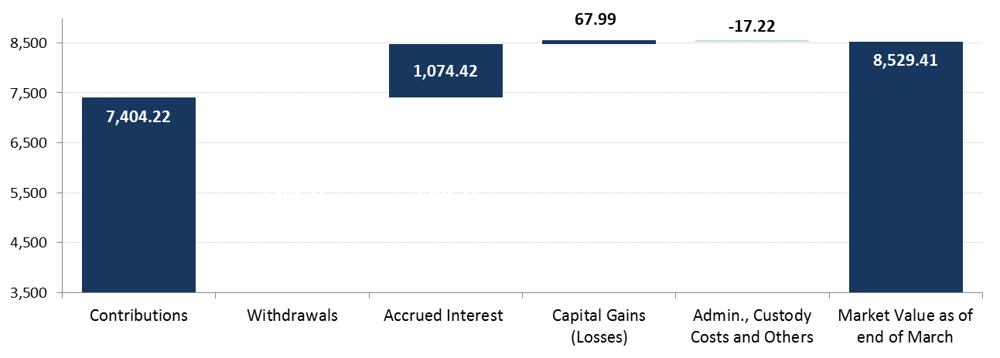 67.99
-17.22
8,500
8,529.41
1,074.42
7,500
7,404.22
6,500
5,500
4,500
3,500
Contributions
Withdrawals
Accrued Interest
Capital Gains
(Losses)
Admin., Custody
Costs and Others
Market Value as of
end of March